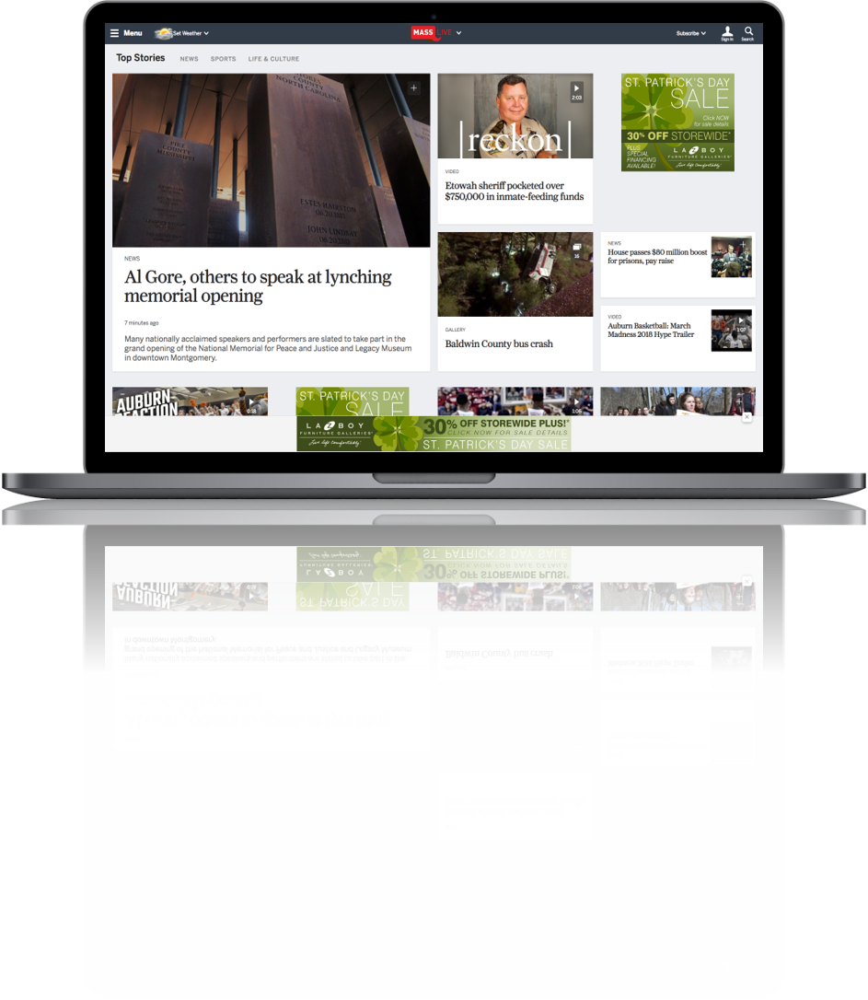 Menu
Set Weather
MASS LIVE
Subscribe
Sign In
Search
Top Stories
NEWS
SPORTS
LIFE & CULTURE
NORTH CAROLINA
PIKE
COUNTY
MISSISSIPPI
ESTES HAIRSTON
JOHN LINDSAY
NEWS
Al Gore, others to speak at lynching
memorial opening
7 minutes ago
Many nationally acclaimed speakers and performers are slated to take part in the
grand opening of the National Memorial for Peace and Justice and Legacy Museum
in downtown Montgomery.
2:03
|reckon|
VIDEO
Etowah sheriff pocketed over
$750,000 in inmate-feeding funds
16
GALLERY
Baldwin County bus crash
ST. PATRICK'S DAY
SALE
Click NOW
for sale details
30% OFF STOREWIDE*
PLUS
SPECIAL
FINANCING
AVAILABLE!
LA Z BOY
FURNITURE GALLERIES
Live life comfortably
NEWS
House passes $80 million boost
for prisons, pay raise
VIDEO
Auburn Basketball: March
Madness 2018 Hype Trailer
1:07
AUBURN
REACTION
0:58
ST. PATRICK'S DAY
SALE
1:06
LA Z BOY
FURNITURE GALLERIES
Live life comfortably
30% OFF STOREWIDE PLUS!*
CLICK NOW FOR SALE DETAILS
ST. PATRICK'S DAY SALE